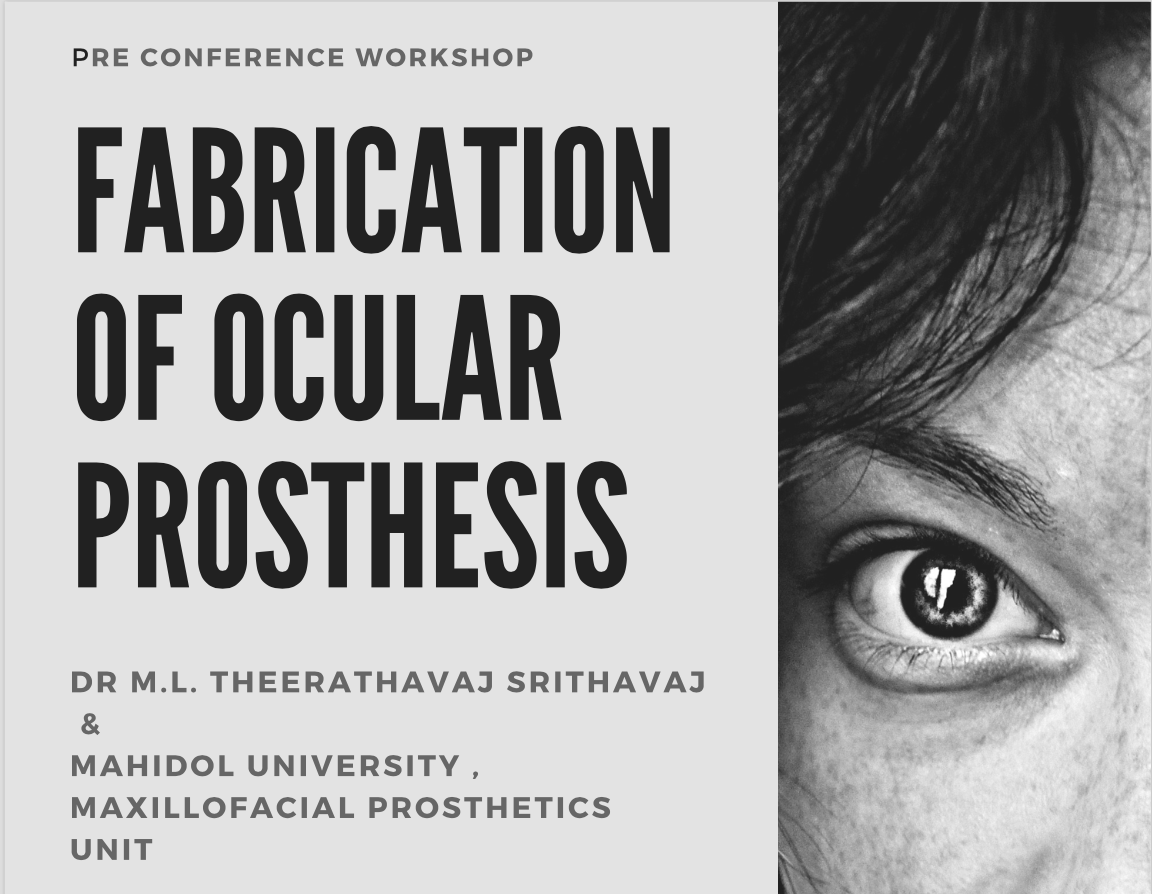 PRE CONFERENCE WORKSHOP
FABRICATION
OF OCULAR
PROSTHESIS
DR M.L. THEERATHAVAJ SRITHAVAJ
&
MAHIDOL UNIVERSITY ,
MAXILLOFACIAL PROSTHETICS
UNIT